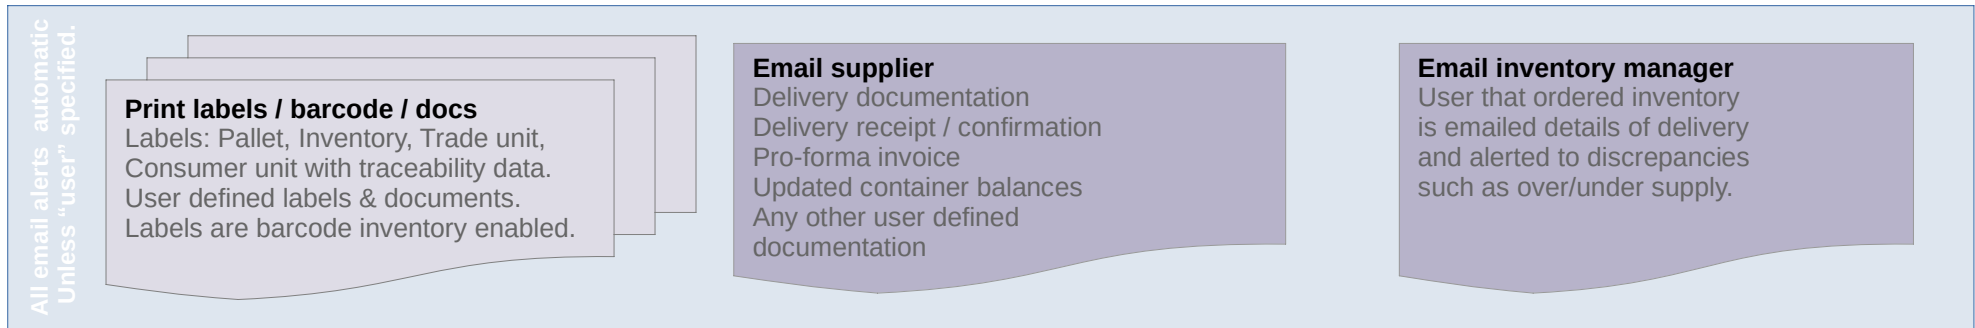 All email alerts automatic
Unless “user” specified.
Print labels / barcode / docs
Labels: Pallet, Inventory, Trade unit,
Consumer unit with traceability data.
User defined labels & documents.
Labels are barcode inventory enabled.
Email supplier
Delivery documentation
Delivery receipt / confirmation
Pro-forma invoice
Updated container balances
Any other user defined
documentation
Email inventory manager
User that ordered inventory
is emailed details of delivery
and alerted to discrepancies
such as over/under supply.